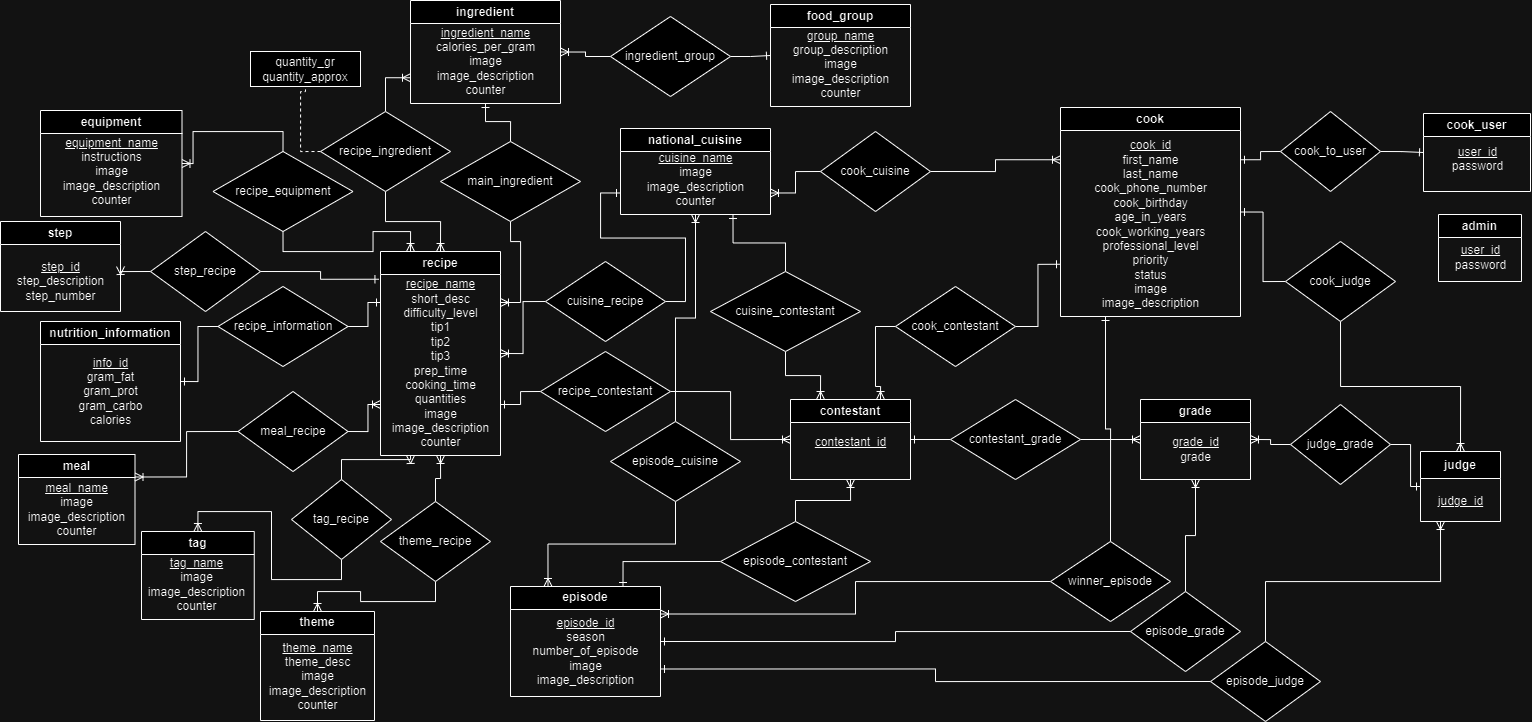 ingredient
ingredient_name
calories_per_gram
image
image_description
counter
ingredient_group
food_group
group_name
group_description
image
image_description
counter
quantity_gr
quantity_approx
recipe_ingredient
main_ingredient
equipment
equipment_name
instructions
image
image_description
counter
recipe_equipment
national_cuisine
cuisine_name
image
image_description
counter
cook_cuisine
cook
cook_id
first_name
last_name
cook_phone_number
cook_birthday
age_in_years
cook_working_years
professional_level
priority
status
image
image_description
cook_to_user
cook_user
user_id
password
admin
user_id
password
step
step_id
step_description
step_number
step_recipe
recipe
recipe_name
short_desc
difficulty_level
tip1
tip2
tip3
prep_time
cooking_time
quantities
image
image_description
counter
cuisine_recipe
cuisine_contestant
cook_contestant
cook_judge
nutrition_information
info_id
gram_fat
gram_prot
gram_carbo
calories
recipe_information
recipe_contestant
meal_recipe
contestant
contestant_id
contestant_grade
grade
grade_id
grade
judge_grade
judge
judge_id
meal
meal_name
image
image_description
counter
episode_cuisine
tag_recipe
theme_recipe
tag
tag_name
image
image_description
counter
episode_contestant
winner_episode
episode
episode_id
season
number_of_episode
image
image_description
theme
theme_name
theme_desc
image
image_description
counter
episode_grade
episode_judge